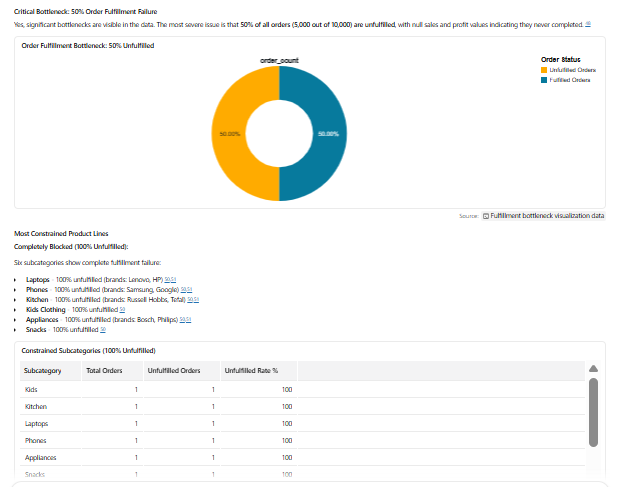 Critical Bottleneck: 50% Order Fulfillment Failure
Yes, significant bottlenecks are visible in the data. The most severe issue is that 50% of all orders (5,000 out of 10,000) are unfulfilled, with null sales and profit values indicating they never completed.
Order Fulfillment Bottleneck: 50% Unfulfilled
order_count
Order Status
Unfulfilled Orders
Fulfilled Orders
50.00%
50.00%
Source: Fulfillment bottleneck visualization data
Most Constrained Product Lines
Completely Blocked (100% Unfulfilled):
Six subcategories show complete fulfillment failure:
Laptops - 100% unfulfilled (brands: Lenovo, HP)
Phones - 100% unfulfilled (brands: Samsung, Google)
Kitchen - 100% unfulfilled (brands: Russell Hobbs, Tefal)
Kids Clothing - 100% unfulfilled
Appliances - 100% unfulfilled (brands: Bosch, Philips)
Snacks - 100% unfulfilled
Constrained Subcategories (100% Unfulfilled)
Subcategory Total Orders Unfulfilled Orders Unfulfilled Rate %
Kids 1 1 100
Kitchen 1 1 100
Laptops 1 1 100
Phones 1 1 100
Appliances 1 1 100
Snacks 1 1 100